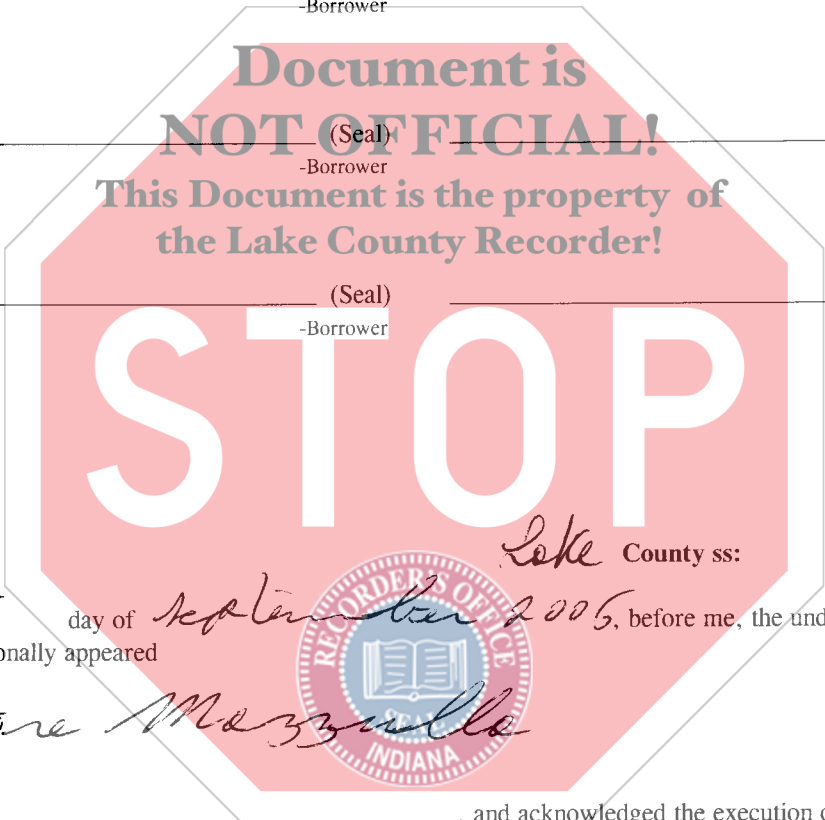 -Borrower
Document is
NOT OFFICIAL!
(Seal)
-Borrower
This Document is the property of
the Lake County Recorder!
(Seal)
-Borrower
STOP
Lake County ss:
day of September 2005, before me, the und
onally appeared
RECORDER'S OFFICE
SEAL
INDIANA
re Mazzullo
, and acknowledged the execution